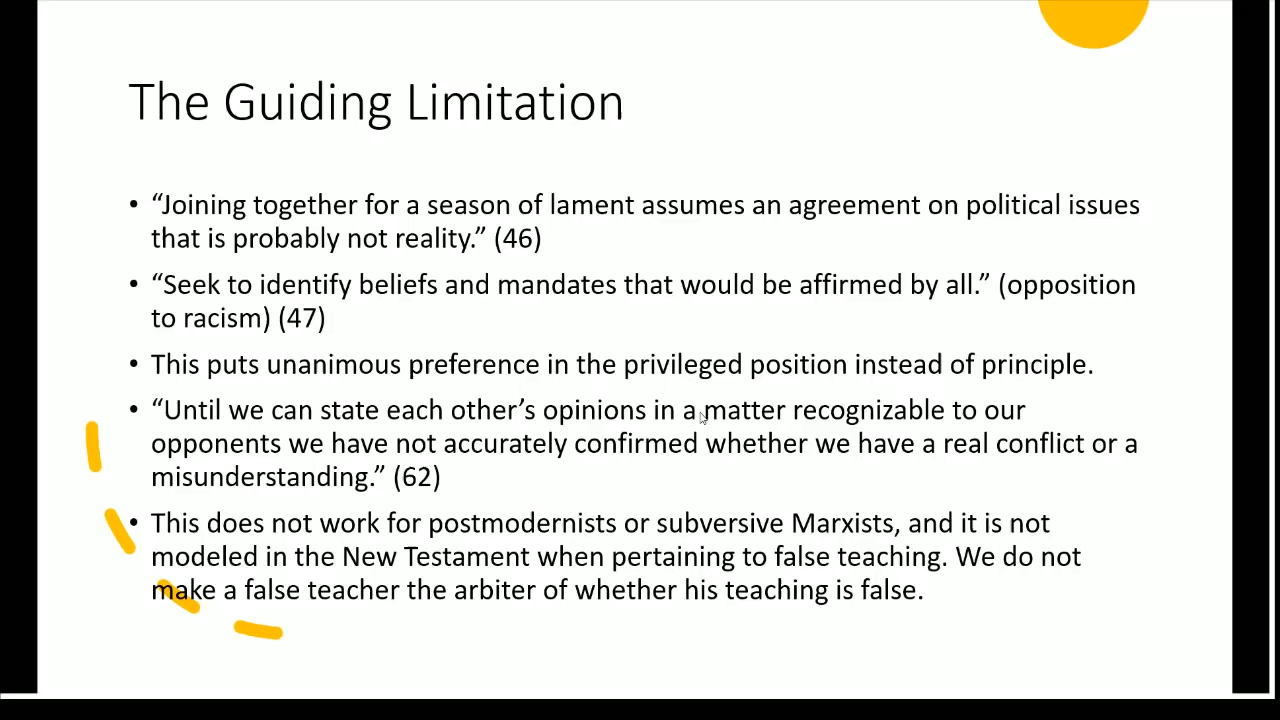 The Guiding Limitation
• “Joining together for a season of lament assumes an agreement on political issues
that is probably not reality.” (46)
• “Seek to identify beliefs and mandates that would be affirmed by all.” (opposition
to racism) (47)
• This puts unanimous preference in the privileged position instead of principle.
• “Until we can state each other’s opinions in a matter recognizable to our
opponents we have not accurately confirmed whether we have a real conflict or a
misunderstanding.” (62)
• This does not work for postmodernists or subversive Marxists, and it is not
modeled in the New Testament when pertaining to false teaching. We do not
make a false teacher the arbiter of whether his teaching is false.